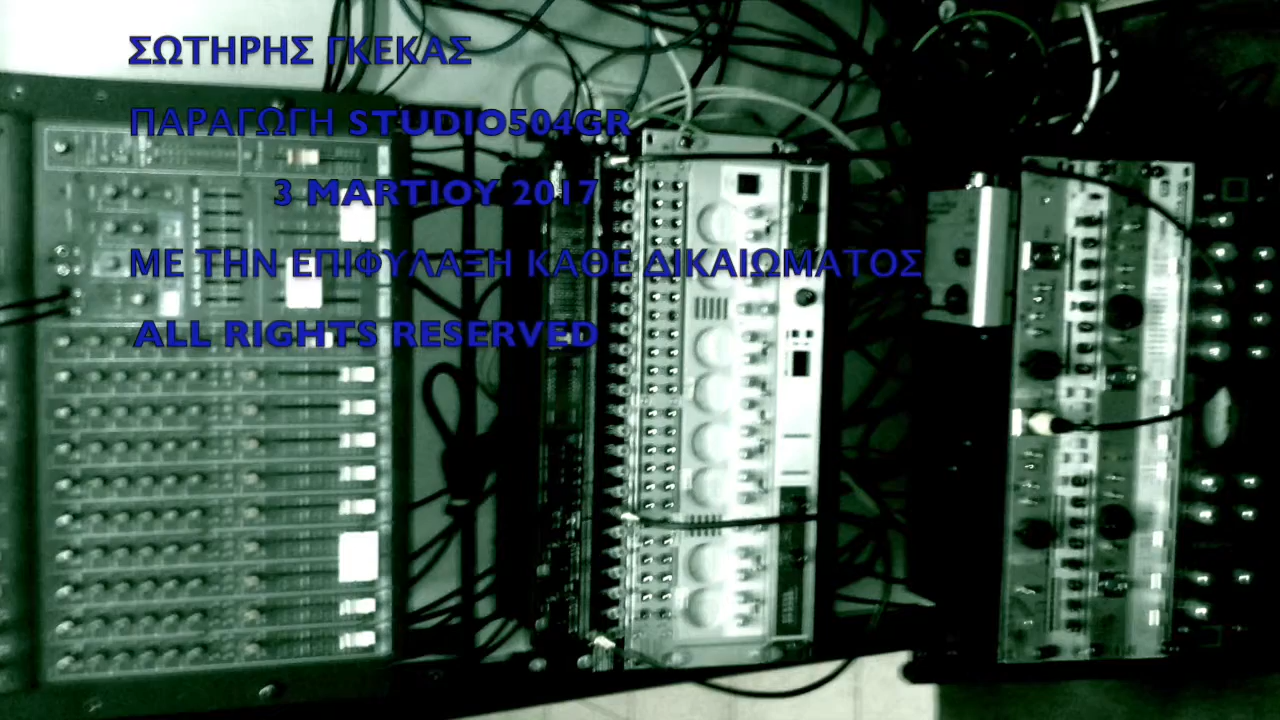 ΣΩΤΗΡΗΣ ΓΚΕΚΑΣ
ΠΑΡΑΓΩΓΗ STUDIO504GR
3 ΜΑΡΤΙΟΥ 2017
ΜΕ ΤΗΝ ΕΠΙΦΥΛΑΞΗ ΚΑΘΕ ΔΙΚΑΙΩΜΑΤΟΣ
ALL RIGHTS RESERVED